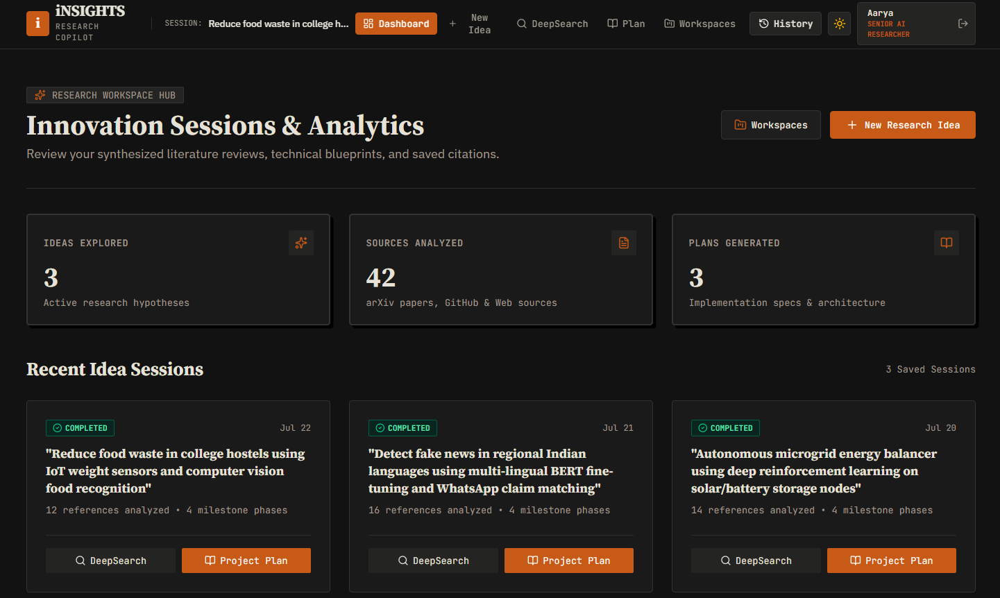 i
iNSIGHTS
RESEARCH
COPILOT
SESSION: Reduce food waste in college h...
Dashboard
New
Idea
DeepSearch
Plan
Workspaces
History
Aarya
SENIOR AI
RESEARCHER
RESEARCH WORKSPACE HUB
Innovation Sessions & Analytics
Review your synthesized literature reviews, technical blueprints, and saved citations.
Workspaces
New Research Idea
IDEAS EXPLORED
3
Active research hypotheses
SOURCES ANALYZED
42
arXiv papers, GitHub & Web sources
PLANS GENERATED
3
Implementation specs & architecture
Recent Idea Sessions
3 Saved Sessions
COMPLETED
Jul 22
"Reduce food waste in college hostels using
IoT weight sensors and computer vision
food recognition"
12 references analyzed • 4 milestone phases
DeepSearch
Project Plan
COMPLETED
Jul 21
"Detect fake news in regional Indian
languages using multi-lingual BERT fine-
tuning and WhatsApp claim matching"
16 references analyzed • 4 milestone phases
DeepSearch
Project Plan
COMPLETED
Jul 20
"Autonomous microgrid energy balancer
using deep reinforcement learning on
solar/battery storage nodes"
14 references analyzed • 4 milestone phases
DeepSearch
Project Plan